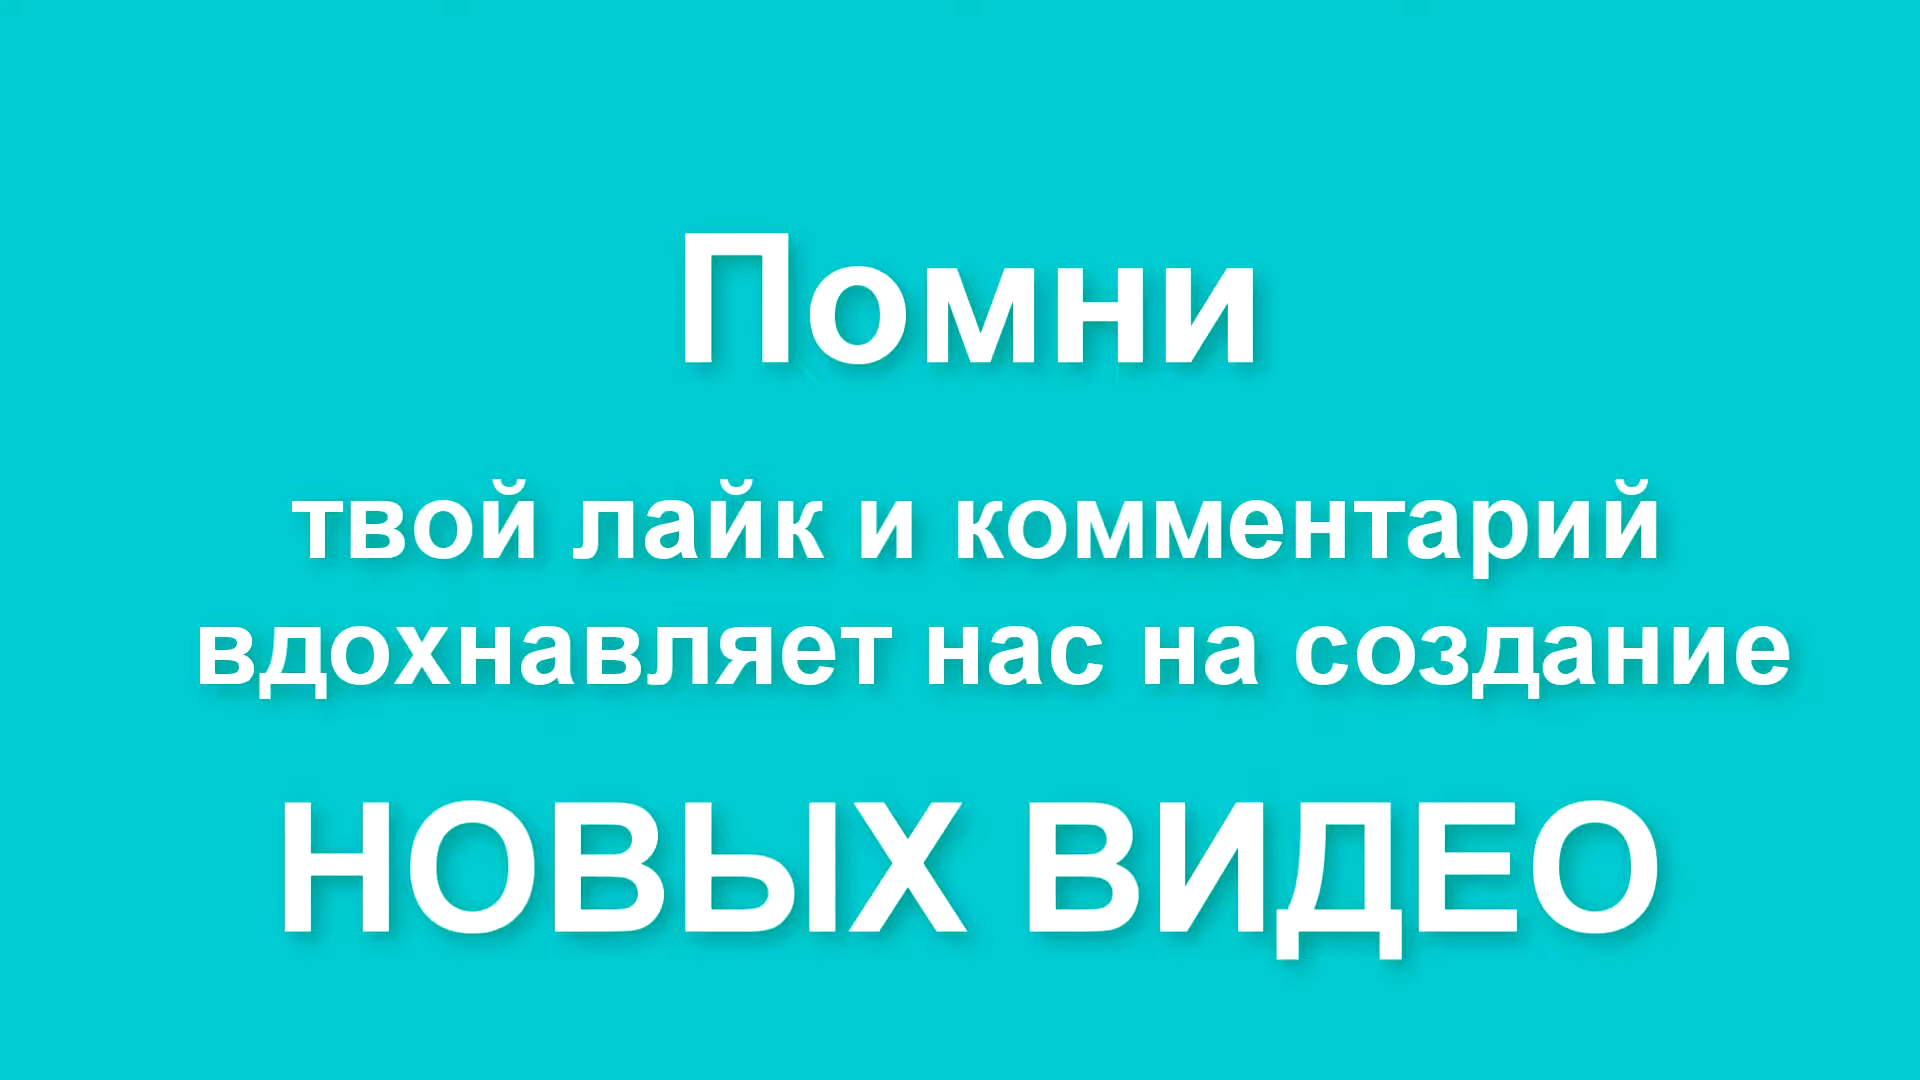 Помни
твой лайк и комментарий
вдохнавляет нас на создание
НОВЫХ ВИДЕО